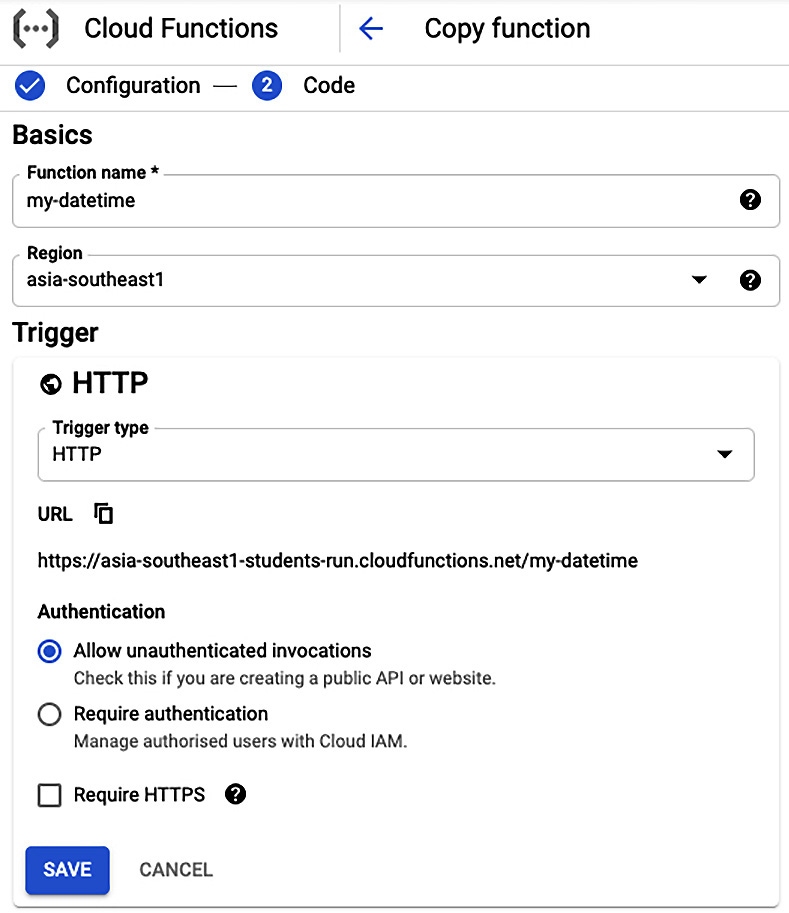 Cloud Functions
Copy function
Configuration
2
Code
Basics
Function name *
my-datetime
Region
asia-southeast1
Trigger
HTTP
Trigger type
HTTP
URL
https://asia-southeast1-students-run.cloudfunctions.net/my-datetime
Authentication
Allow unauthenticated invocations
Check this if you are creating a public API or website.
Require authentication
Manage authorised users with Cloud IAM.
Require HTTPS
SAVE
CANCEL